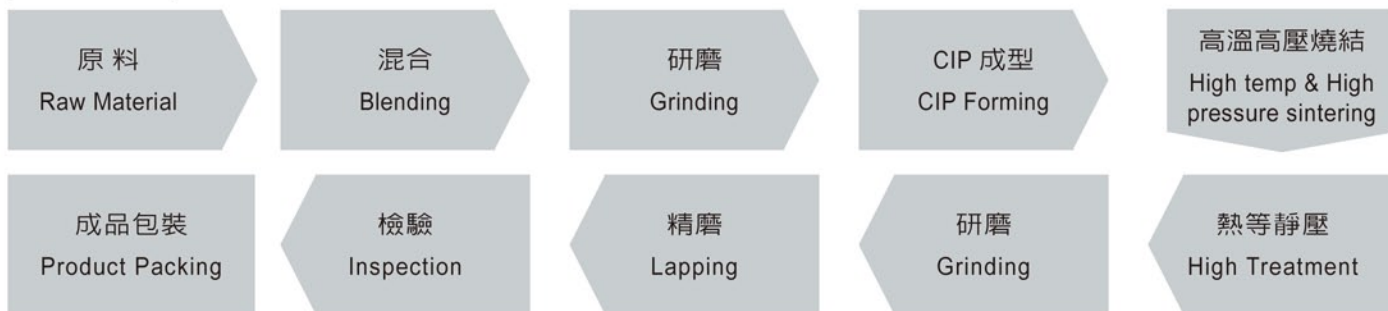 原料
Raw Material
混合
Blending
研磨
Grinding
CIP 成型
CIP Forming
高溫高壓燒結
High temp & High
pressure sintering
熱等靜壓
High Treatment
研磨
Grinding
精磨
Lapping
檢驗
Inspection
成品包裝
Product Packing